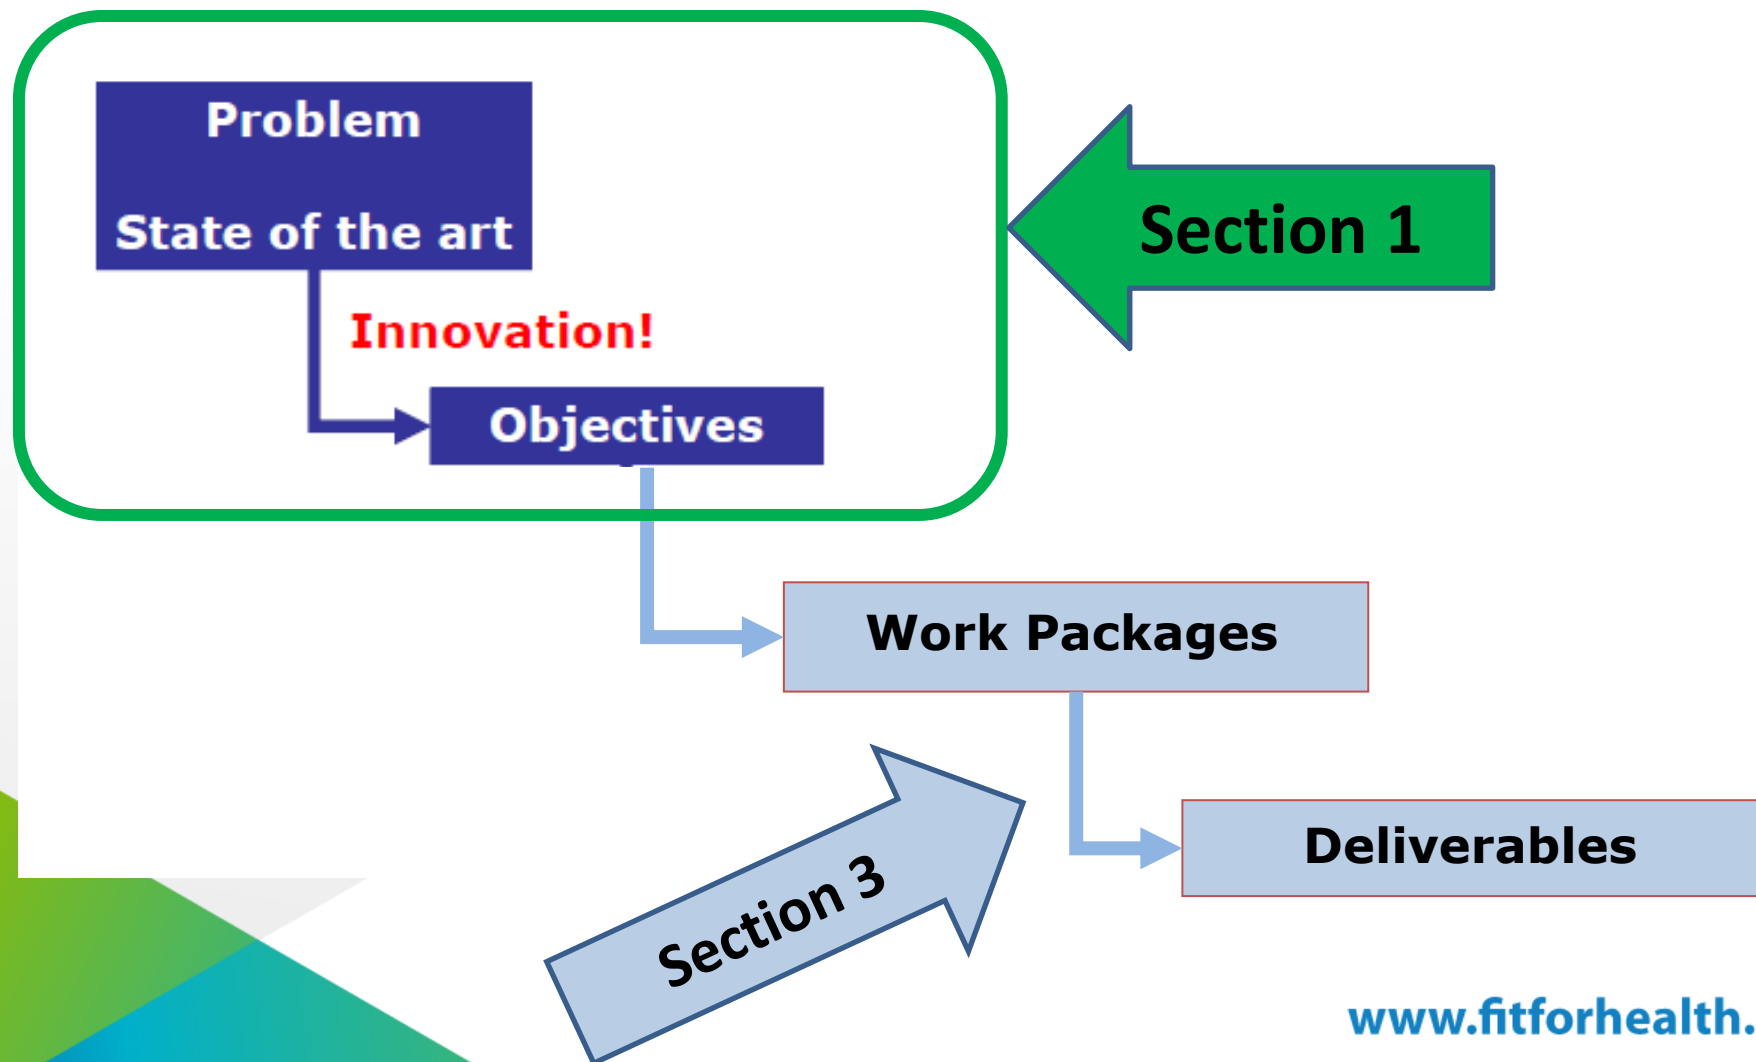 Problem
State of the art
Section 1
Innovation!
Objectives
Work Packages
Deliverables
Section 3
www.fitforhealth.